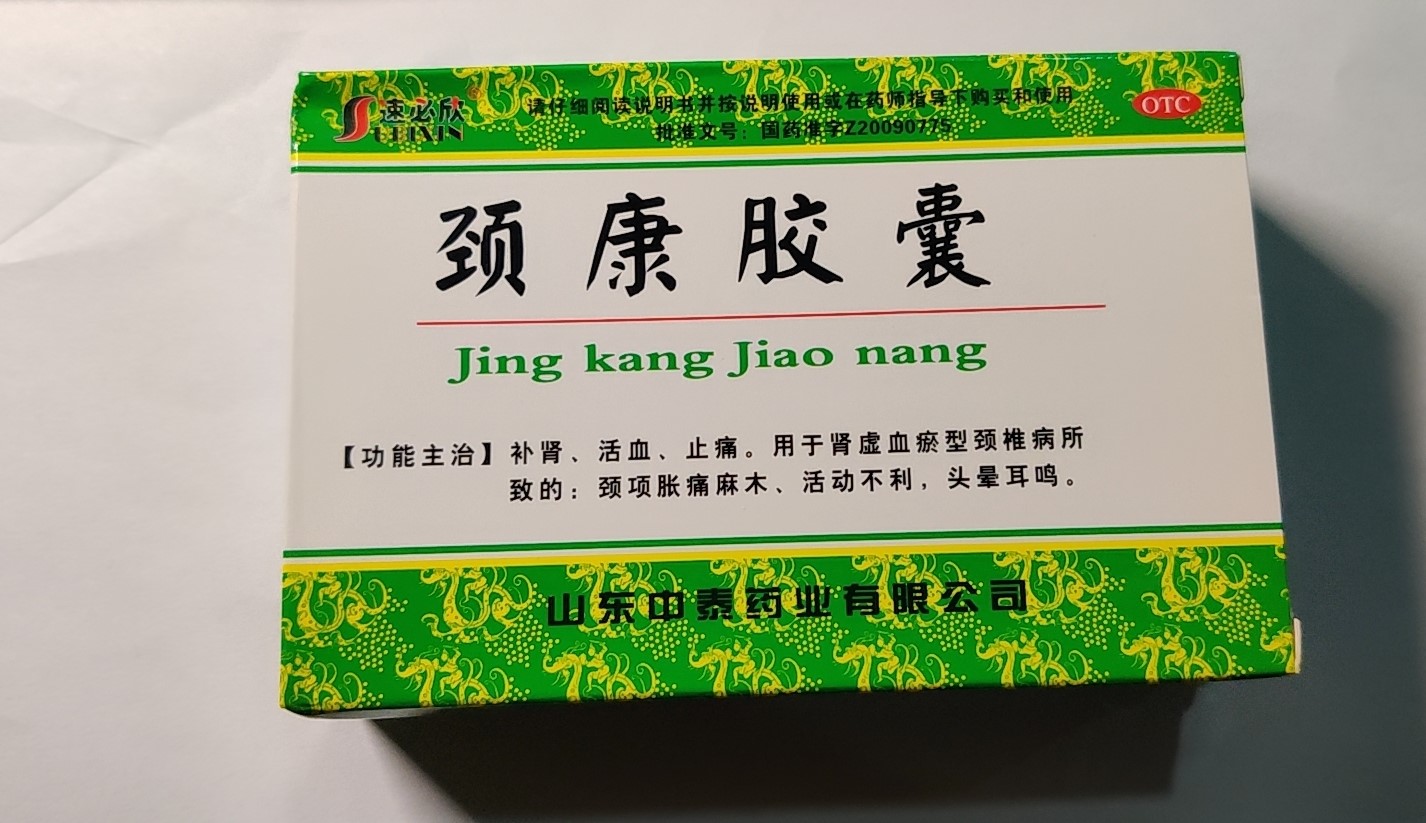 速必欣®
SUBIXIN
请仔细阅读说明书并按说明使用或在药师指导下购买和使用
批准文号：国药准字Z20090775
OTC
颈康胶囊
Jing kang Jiao nang
【功能主治】补肾、活血、止痛。用于肾虚血瘀型颈椎病所
致的：颈项胀痛麻木、活动不利，头晕耳鸣。
山东中泰药业有限公司